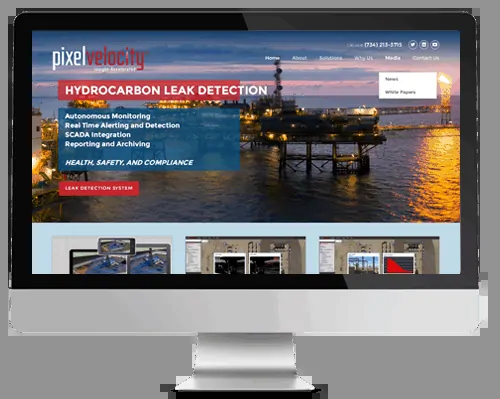 pixelvelocity
Insight Accelerated
CALL US: (734) 213-3715
Home About Solutions Why Us Media Contact Us
News
White Papers
HYDROCARBON LEAK DETECTION
Autonomous Monitoring
Real Time Alerting and Detection
SCADA Integration
Reporting and Archiving
HEALTH, SAFETY, AND COMPLIANCE
LEAK DETECTION SYSTEM